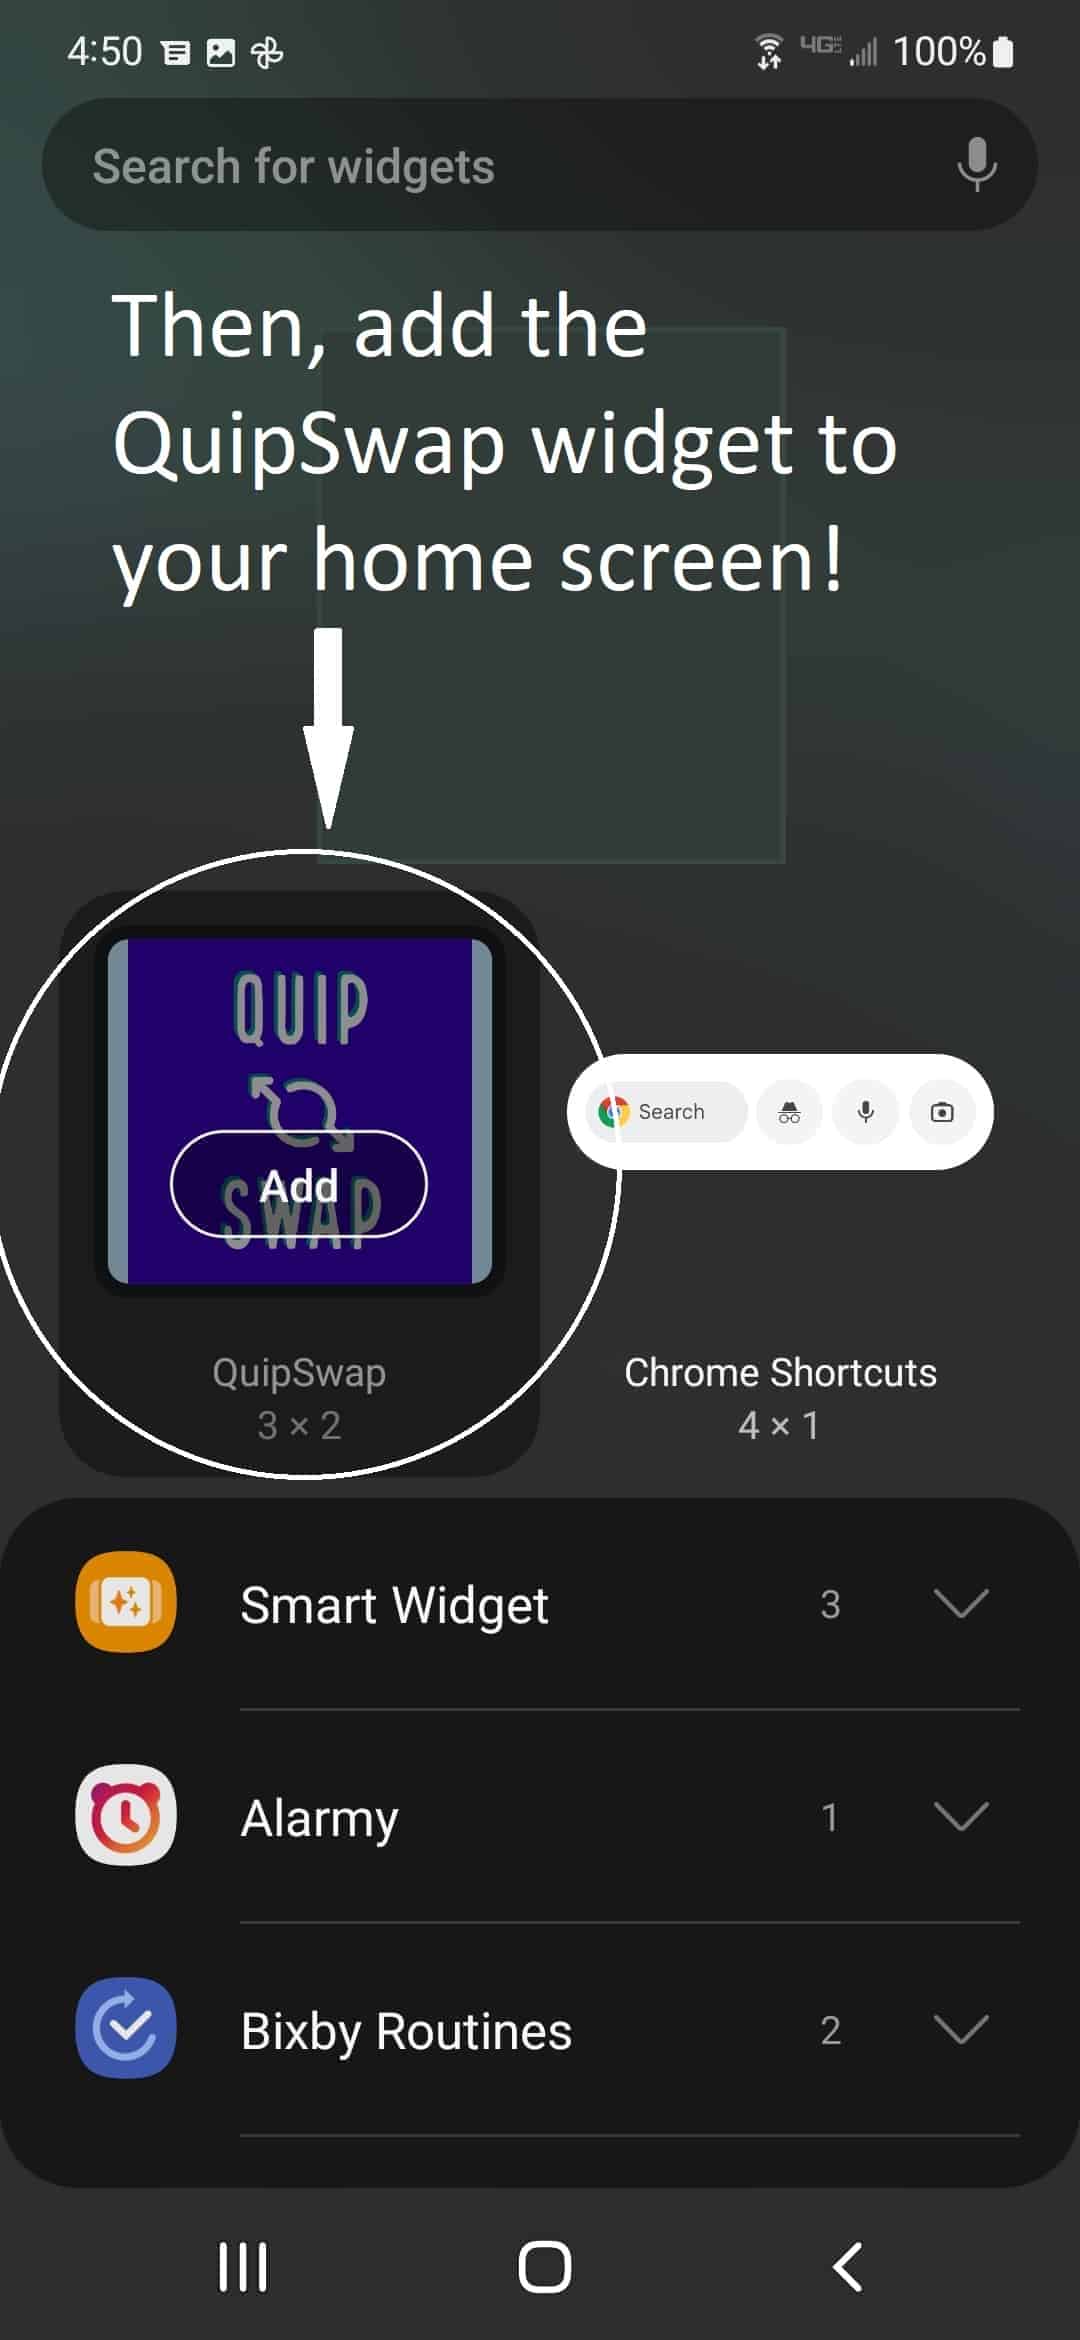 4:50 4G 100%
Search for widgets
Then, add the
QuipSwap widget to
your home screen!
QUIP
SWAP
Add
Search
QuipSwap
3 × 2
Chrome Shortcuts
4 × 1
Smart Widget 3
Alarmy 1
Bixby Routines 2